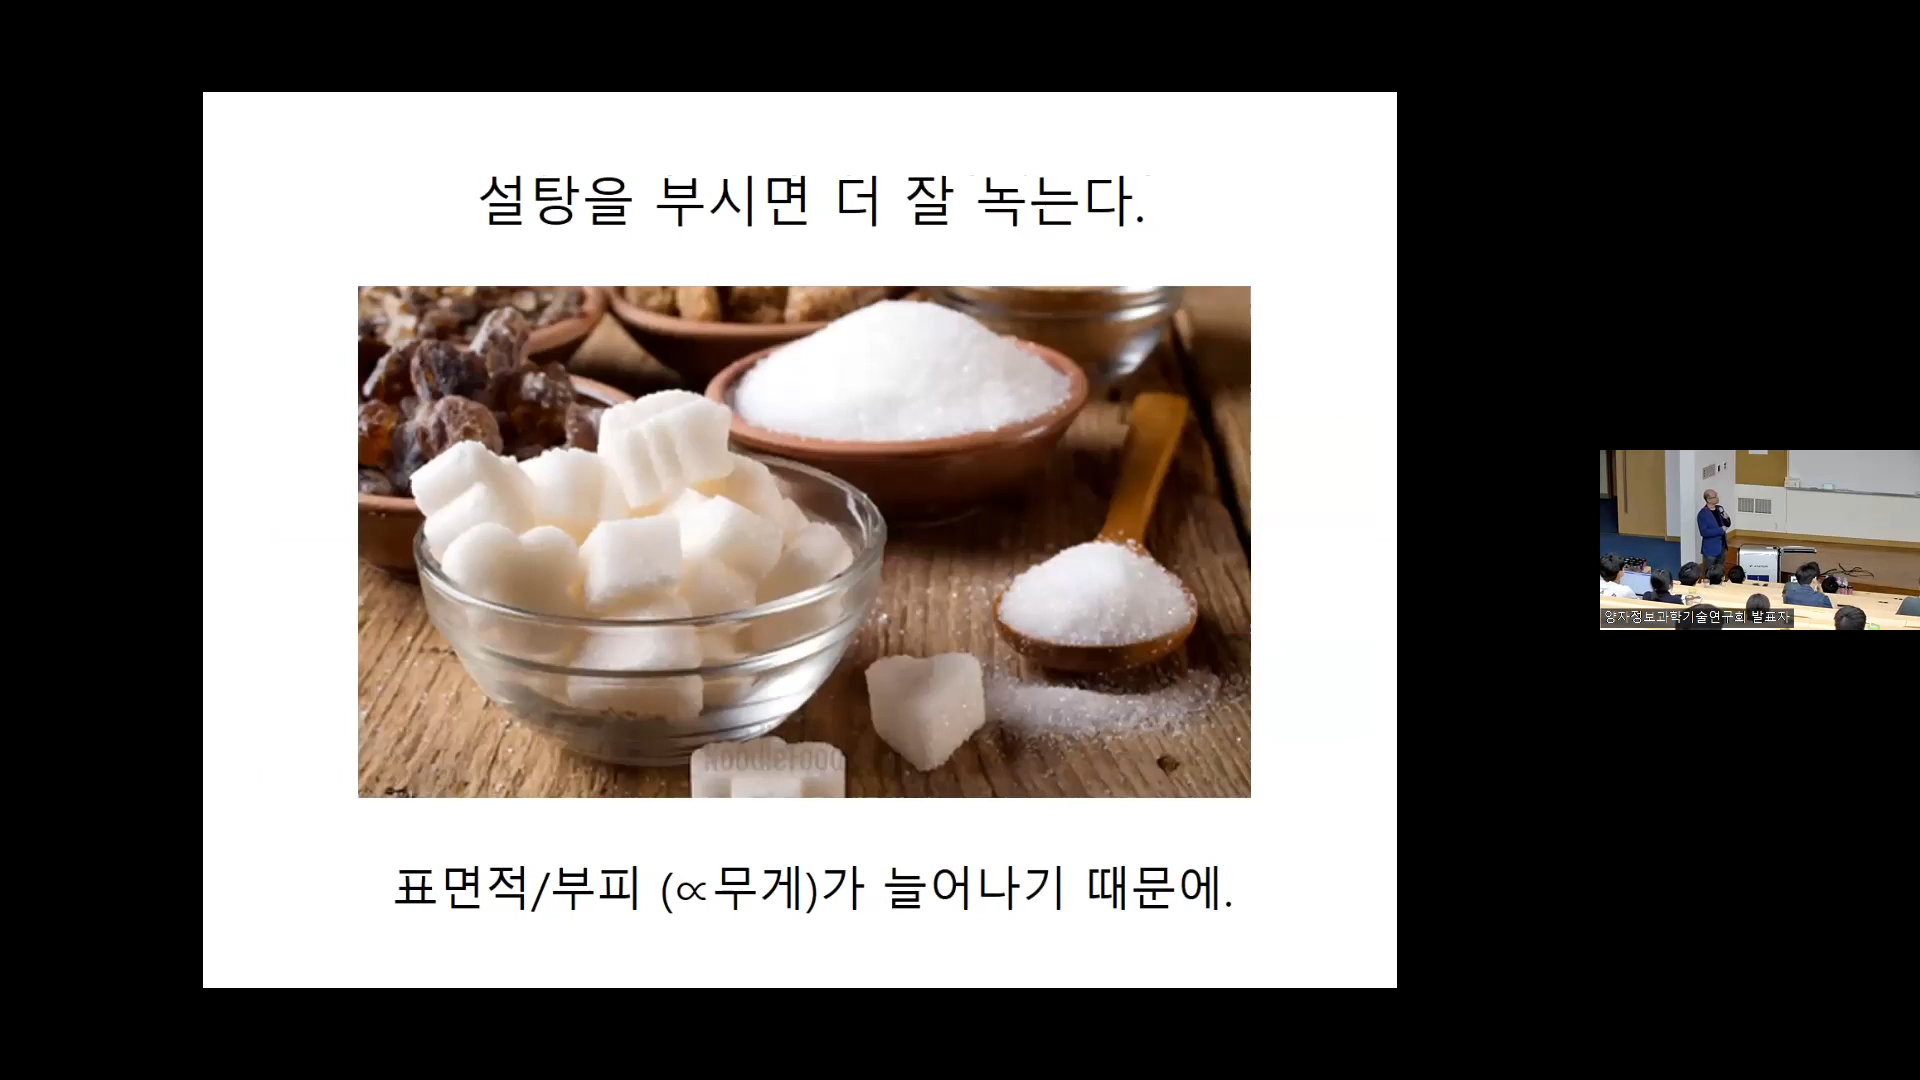 설탕을 부시면 더 잘 녹는다.
Noodlefood
표면적/부피 (∝무게)가 늘어나기 때문에.
양자정보과학기술연구회 발표자